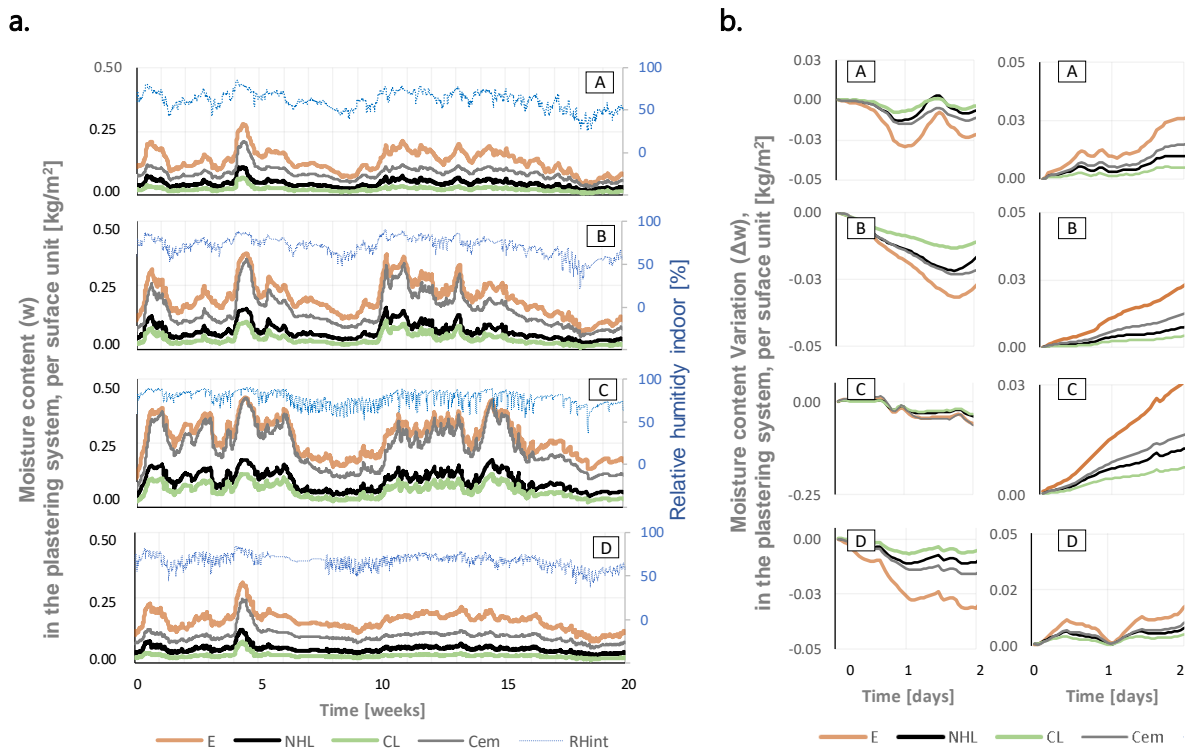 a.
Moisture content (w)
in the plastering system, per suface unit [kg/m²]
0.50
0.25
0.00
A
100
50
0
0.50
0.25
0.00
B
100
50
0
0.50
0.25
0.00
C
100
50
0
0.50
0.25
0.00
D
100
50
0
Relative humitidy indoor [%]
0 5 10 15 20
Time [weeks]
E NHL CL Cem RHint
b.
Moisture content Variation (Δw),
in the plastering system, per suface unit [kg/m²]
0.03
0.00
-0.03
-0.05
A
0.05
0.03
0.00
A
0.00
-0.03
-0.05
B
0.05
0.03
0.00
B
0.00
-0.25
C
0.03
0.00
C
0.00
-0.03
-0.05
D
0.05
0.02
0.00
D
0 1 2
Time [days]
0 1 2
Time [days]
E NHL CL Cem